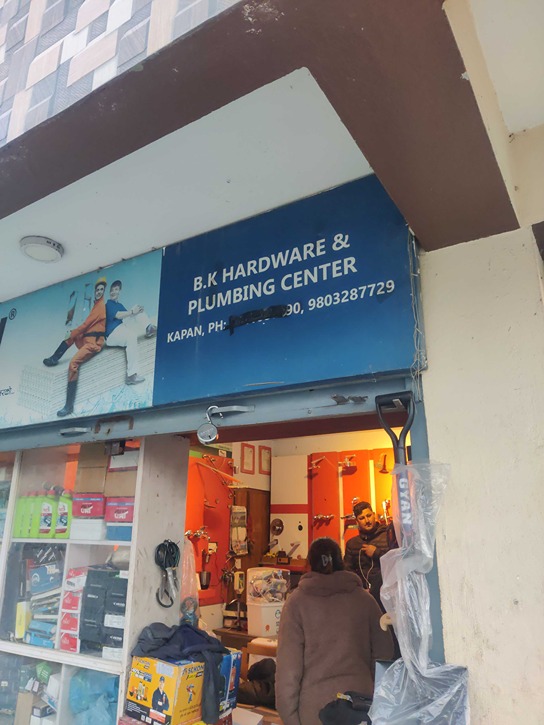 B.K HARDWARE &
PLUMBING CENTER
KAPAN, PH: 90, 9803287729